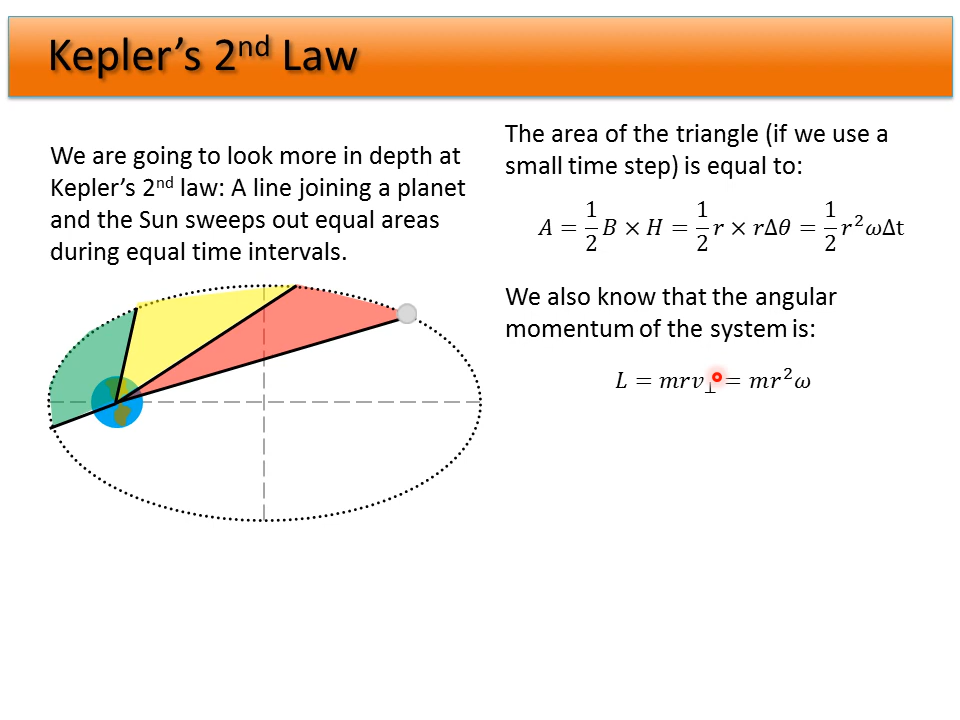 Kepler’s 2nd Law
We are going to look more in depth at
Kepler’s 2nd law: A line joining a planet
and the Sun sweeps out equal areas
during equal time intervals.
The area of the triangle (if we use a
small time step) is equal to:
A = 1/2 B × H = 1/2 r × rΔθ = 1/2 r²ωΔt
We also know that the angular
momentum of the system is:
L = mrv⊥ = mr²ω